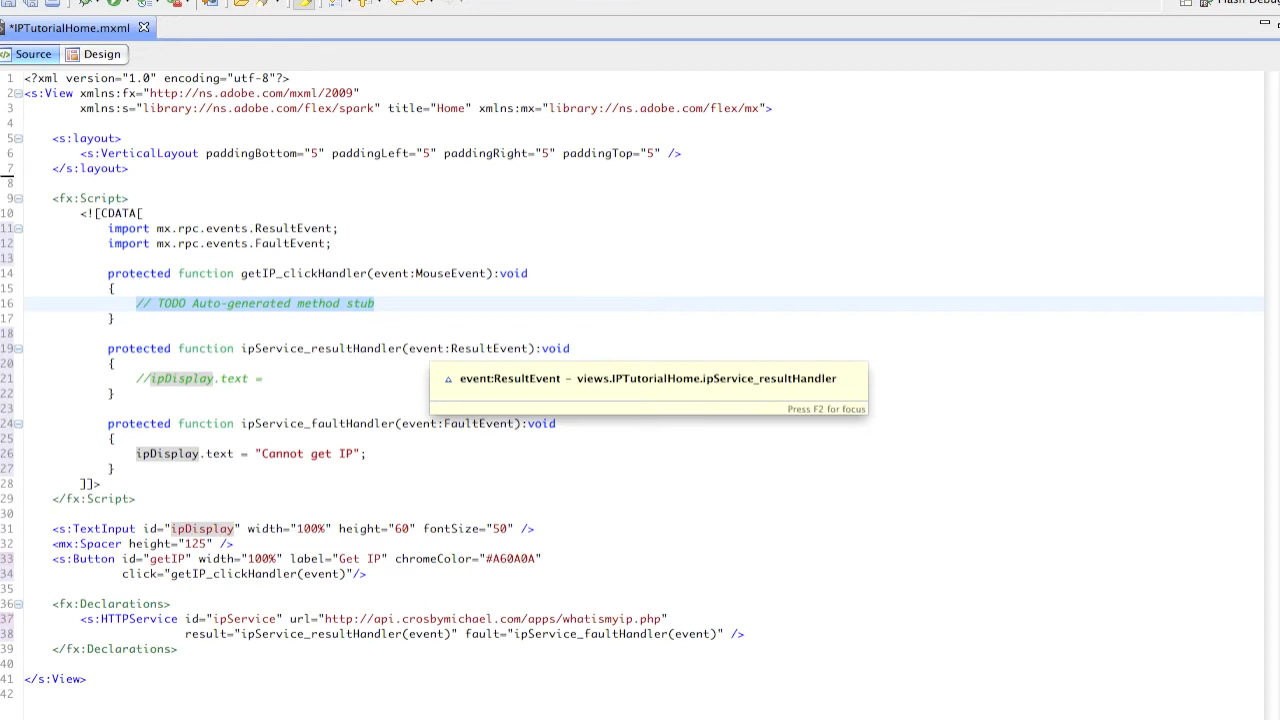 *IPTutorialHome.mxml
Source Design
1 <?xml version="1.0" encoding="utf-8"?>
2 <s:View xmlns:fx="http://ns.adobe.com/mxml/2009"
3 xmlns:s="library://ns.adobe.com/flex/spark" title="Home" xmlns:mx="library://ns.adobe.com/flex/mx">
4
5 <s:layout>
6 <s:VerticalLayout paddingBottom="5" paddingLeft="5" paddingRight="5" paddingTop="5" />
7 </s:layout>
8
9 <fx:Script>
10 <![CDATA[
11 import mx.rpc.events.ResultEvent;
12 import mx.rpc.events.FaultEvent;
13
14 protected function getIP_clickHandler(event:MouseEvent):void
15 {
16 // TODO Auto-generated method stub
17 }
18
19 protected function ipService_resultHandler(event:ResultEvent):void
20 {
21 //ipDisplay.text =
event:ResultEvent – views.IPTutorialHome.ipService_resultHandler
22 }
Press F2 for focus
23
24 protected function ipService_faultHandler(event:FaultEvent):void
25 {
26 ipDisplay.text = "Cannot get IP";
27 }
28 ]]>
29 </fx:Script>
30
31 <s:TextInput id="ipDisplay" width="100%" height="60" fontSize="50" />
32 <mx:Spacer height="125" />
33 <s:Button id="getIP" width="100%" label="Get IP" chromeColor="#A60A0A"
34 click="getIP_clickHandler(event)"/>
35
36 <fx:Declarations>
37 <s:HTTPService id="ipService" url="http://api.crosbymichael.com/apps/whatismyip.php"
38 result="ipService_resultHandler(event)" fault="ipService_faultHandler(event)" />
39 </fx:Declarations>
40
41 </s:View>
42